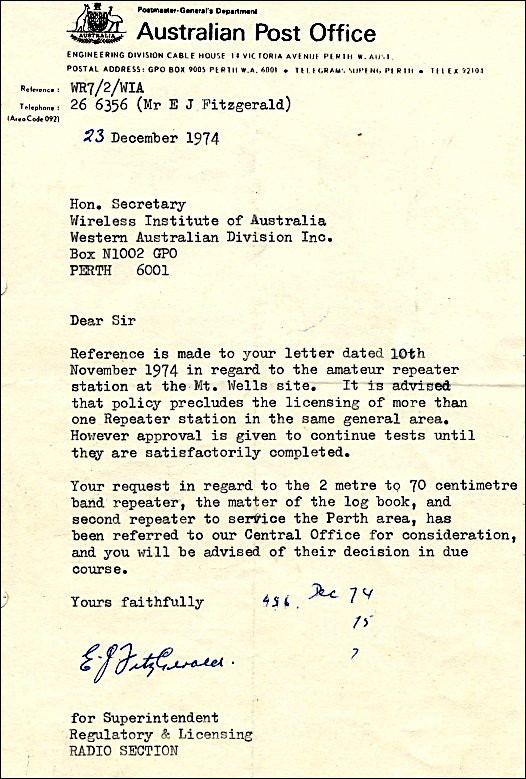 Postmaster-General's Department
AUSTRALIA
Australian Post Office
ENGINEERING DIVISION CABLE HOUSE 14 VICTORIA AVENUE PERTH W. AUST.
POSTAL ADDRESS: GPO BOX 9005 PERTH W.A. 6001 • TELEGRAMS SUPENG PERTH • TELEX 92104
Reference : WR7/2/WIA
Telephone : 26 6356 (Mr E J Fitzgerald)
(Area Code 092)
23 December 1974
Hon. Secretary
Wireless Institute of Australia
Western Australian Division Inc.
Box N1002 GPO
PERTH 6001
Dear Sir
Reference is made to your letter dated 10th
November 1974 in regard to the amateur repeater
station at the Mt. Wells site. It is advised
that policy precludes the licensing of more than
one Repeater station in the same general area.
However approval is given to continue tests until
they are satisfactorily completed.
Your request in regard to the 2 metre to 70 centimetre
band repeater, the matter of the log book, and
second repeater to service the Perth area, has
been referred to our Central Office for consideration,
and you will be advised of their decision in due
course.
Yours faithfully
Dec 74
75
?
E. J. FitzGerald.
for Superintendent
Regulatory & Licensing
RADIO SECTION